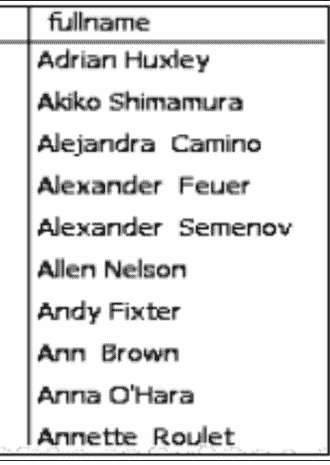 fullname
Adrian Huxley
Akiko Shimamura
Alejandra Camino
Alexander Feuer
Alexander Semenov
Allen Nelson
Andy Fixter
Ann Brown
Anna O'Hara
Annette Roulet